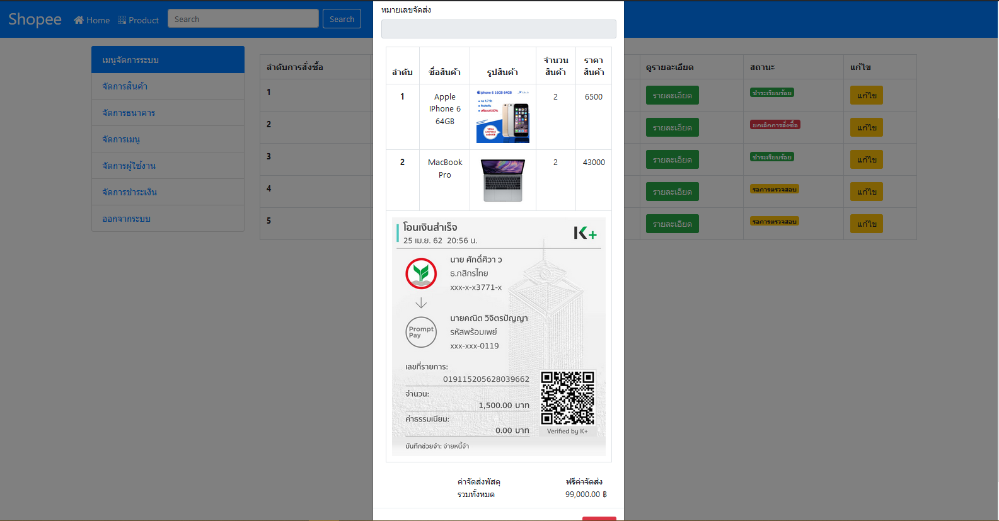 Shopee
Home
Product
Search
Search
เมนูจัดการระบบ
จัดการสินค้า
จัดการธนาคาร
จัดการเมนู
จัดการผู้ใช้งาน
จัดการชำระเงิน
ออกจากระบบ
ลำดับการสั่งซื้อ
ดูรายละเอียด
สถานะ
แก้ไข
1
รายละเอียด
ชำระเรียบร้อย
แก้ไข
2
รายละเอียด
ยกเลิกการสั่งซื้อ
แก้ไข
3
รายละเอียด
ชำระเรียบร้อย
แก้ไข
4
รายละเอียด
รอการตรวจสอบ
แก้ไข
5
รายละเอียด
รอการตรวจสอบ
แก้ไข
หมายเลขจัดส่ง
ลำดับ
ชื่อสินค้า
รูปสินค้า
จำนวน
สินค้า
ราคา
สินค้า
1
Apple
IPhone 6
64GB
iphone 6 16GB 64GB
จอ 4.7 นิ้ว
2
6500
2
MacBook
Pro
2
43000
โอนเงินสำเร็จ
25 เม.ย. 62 20:56 น.
K+
นาย ศักดิ์ศิวา ว
ธ.กสิกรไทย
xxx-x-x3771-x
Prompt
Pay
นายคณิต วิจิตรปัญญา
รหัสพร้อมเพย์
xxx-xxx-0119
เลขที่รายการ:
019115205628039662
จำนวน:
1,500.00 บาท
ค่าธรรมเนียม:
0.00 บาท
Verified by K+
บันทึกช่วยจำ: จ่ายหนี้จ้า
ค่าจัดส่งพัสดุ
ฟรีค่าจัดส่ง
รวมทั้งหมด
99,000.00 ฿